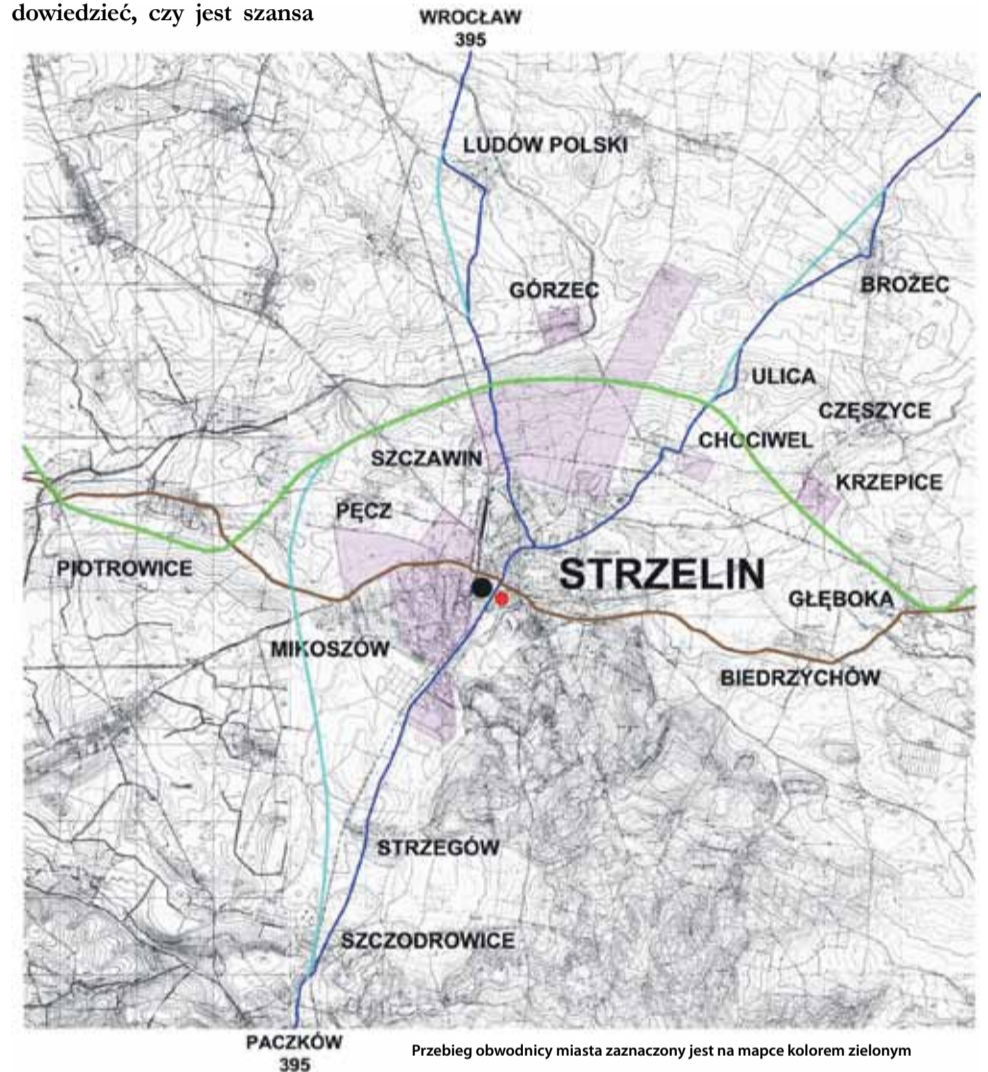 dowiedzieć, czy jest szansa
WROCŁAW
395
LUDÓW POLSKI
GÓRZEC
BROŻEC
ULICA
CZĘSZYCE
CHOCIWEL
SZCZAWIN
KRZEPICE
PĘCZ
PIOTROWICE
STRZELIN
GŁĘBOKA
MIKOSZÓW
BIEDRZYCHÓW
STRZEGÓW
SZCZODROWICE
PACZKÓW
395
Przebieg obwodnicy miasta zaznaczony jest na mapce kolorem zielonym